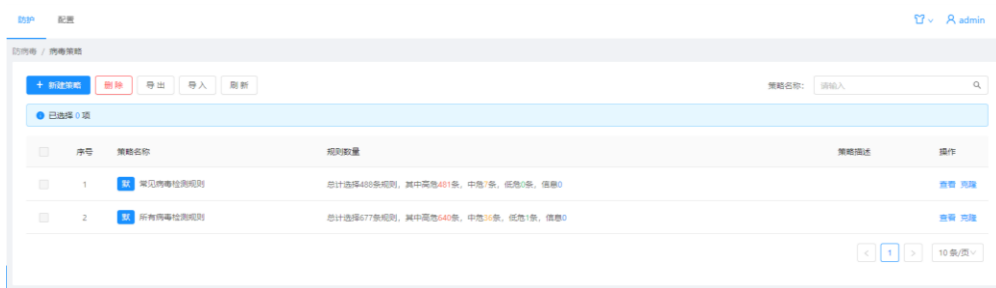 防护 配置 admin
防病毒 / 病毒策略
+ 新建策略 删除 导出 导入 刷新 策略名称: 请输入
已选择 0 项
序号 策略名称 规则数量 策略描述 操作
1 默 常见病毒检测规则 总计选择488条规则，其中高危481条，中危7条，低危0条，信息0 查看 克隆
2 默 所有病毒检测规则 总计选择677条规则，其中高危640条，中危36条，低危1条，信息0 查看 克隆
< 1 > 10 条/页